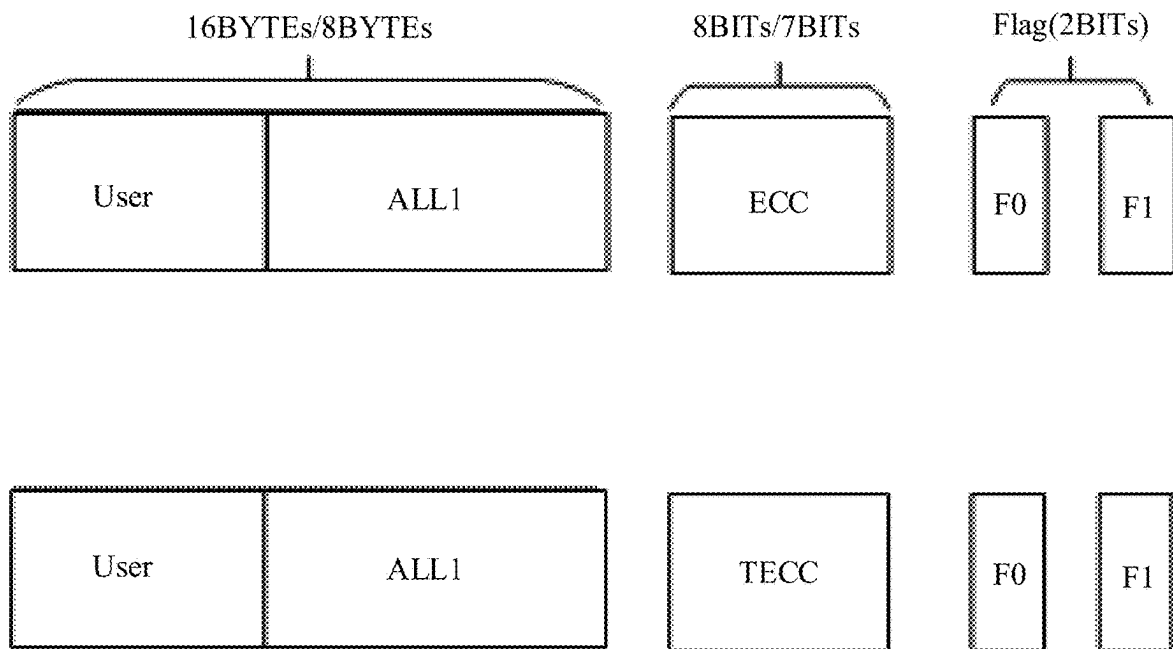 16BYTEs/8BYTEs 8BITs/7BITs Flag(2BITs)
User ALL1 ECC F0 F1
User ALL1 TECC F0 F1